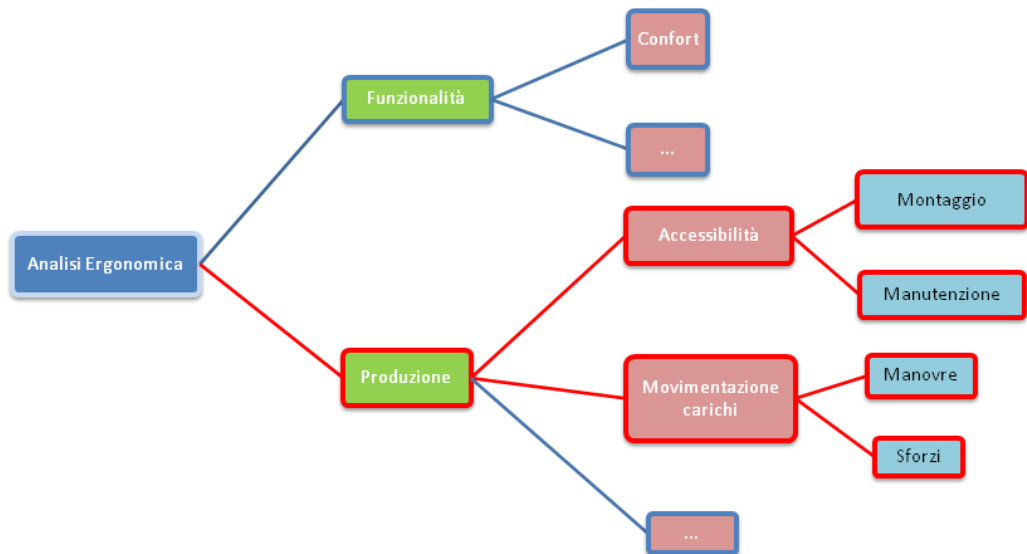 Confort
Funzionalità
...
Montaggio
Accessibilità
Analisi Ergonomica
Manutenzione
Produzione
Movimentazione
carichi
Manovre
Sforzi
...